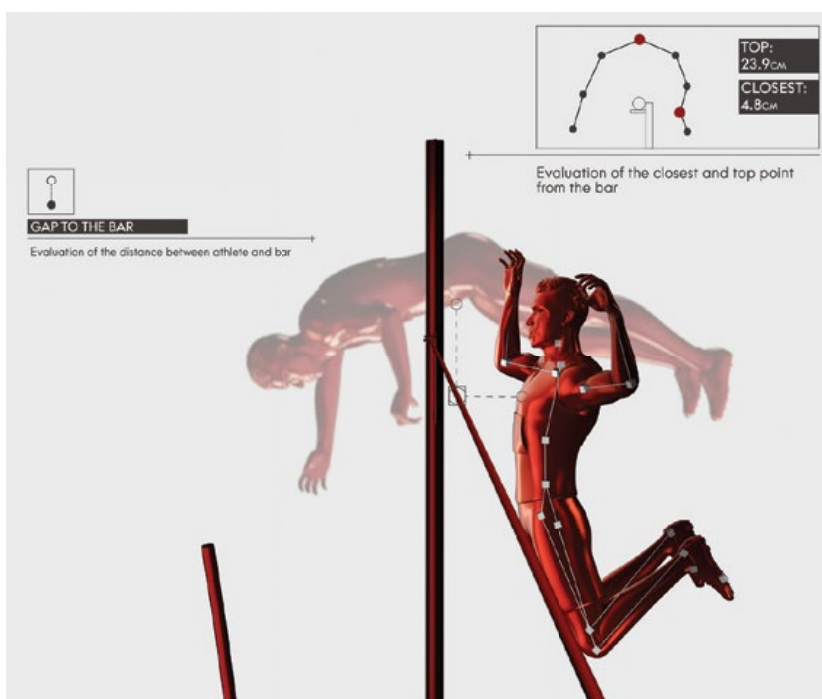 TOP:
23.9CM
CLOSEST:
4.8CM
Evaluation of the closest and top point
from the bar
GAP TO THE BAR
Evaluation of the distance between athlete and bar